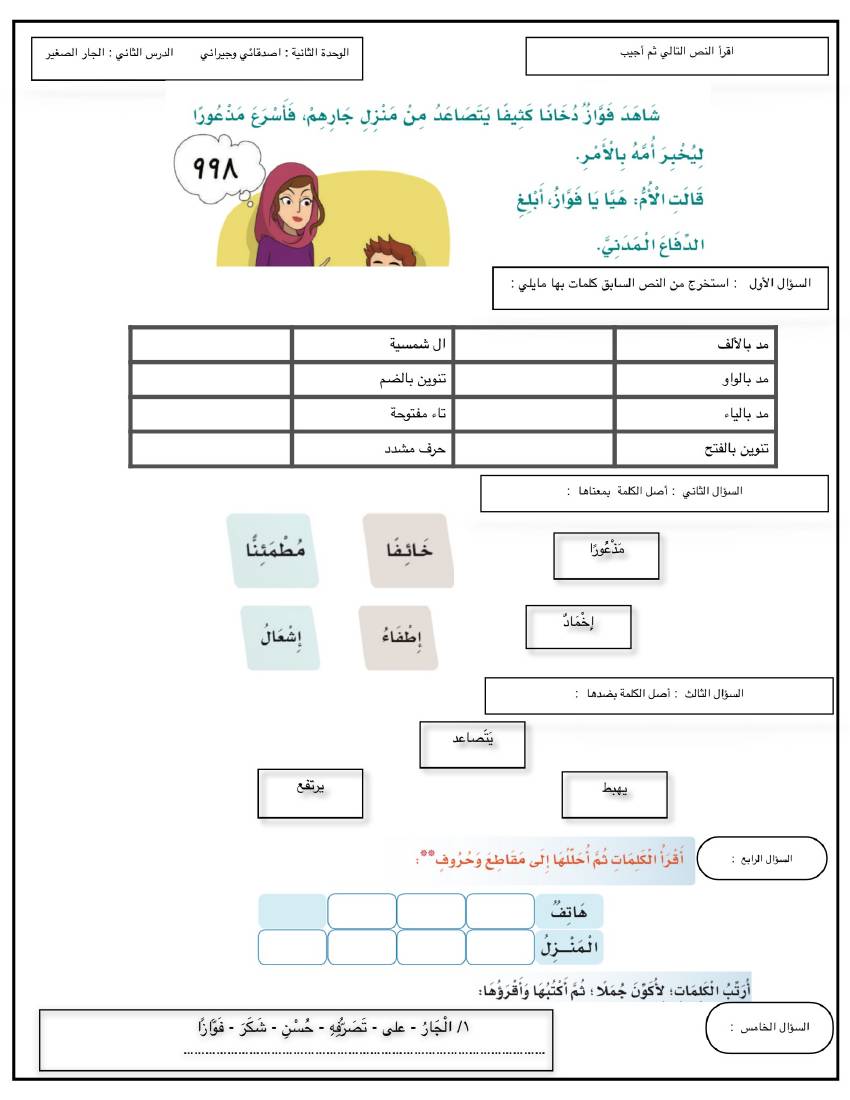 اقرأ النص التالي ثم أجيب
الوحدة الثانية : اصدقائي وجيراني الدرس الثاني : الجار الصغير
شَاهَدَ فَوَّازٌ دُخَانًا كَثِيفًا يَتَصَاعَدُ مِنْ مَنْزِلِ جَارِهِمْ، فَأَسْرَعَ مَذْعُورًا
لِيُخْبِرَ أُمَّهُ بِالْأَمْرِ.
٩٩٨
قَالَتِ الْأُمُّ: هَيَّا يَا فَوَّازُ، أَبْلِغِ
الدِّفَاعَ الْمَدَنِيَّ.
السؤال الأول : استخرج من النص السابق كلمات بها مايلي :
مد بالألف ال شمسية
مد بالواو تنوين بالضم
مد بالياء تاء مفتوحة
تنوين بالفتح حرف مشدد
السؤال الثاني : أصل الكلمة بمعناها :
مَذْعُورًا خَائِفًا مُطْمَئِنًّا
إخْمَادٌ إِطْفَاءُ إِشْعَالُ
السؤال الثالث : أصل الكلمة بضدها :
يَتَصاعد
يهبط يرتفع
السؤال الرابع :
أَقْرَأُ الْكَلِمَاتِ ثُمَّ أُحَلِّلُهَا إِلَى مَقَاطِعَ وَحُرُوفٍ**:
هَاتِفٌ
الْمَنْـزِلُ
أُرَتِّبُ الْكَلِمَاتِ؛ لأُكَوِّنَ جُمَلًا؛ ثُمَّ أَكْتُبُهَا وَأَقْرَؤُهَا:
السؤال الخامس :
١/ الْجَارُ - على - تَصَرُّفِهِ - حُسْنِ - شَكَرَ - فَوَّازًا